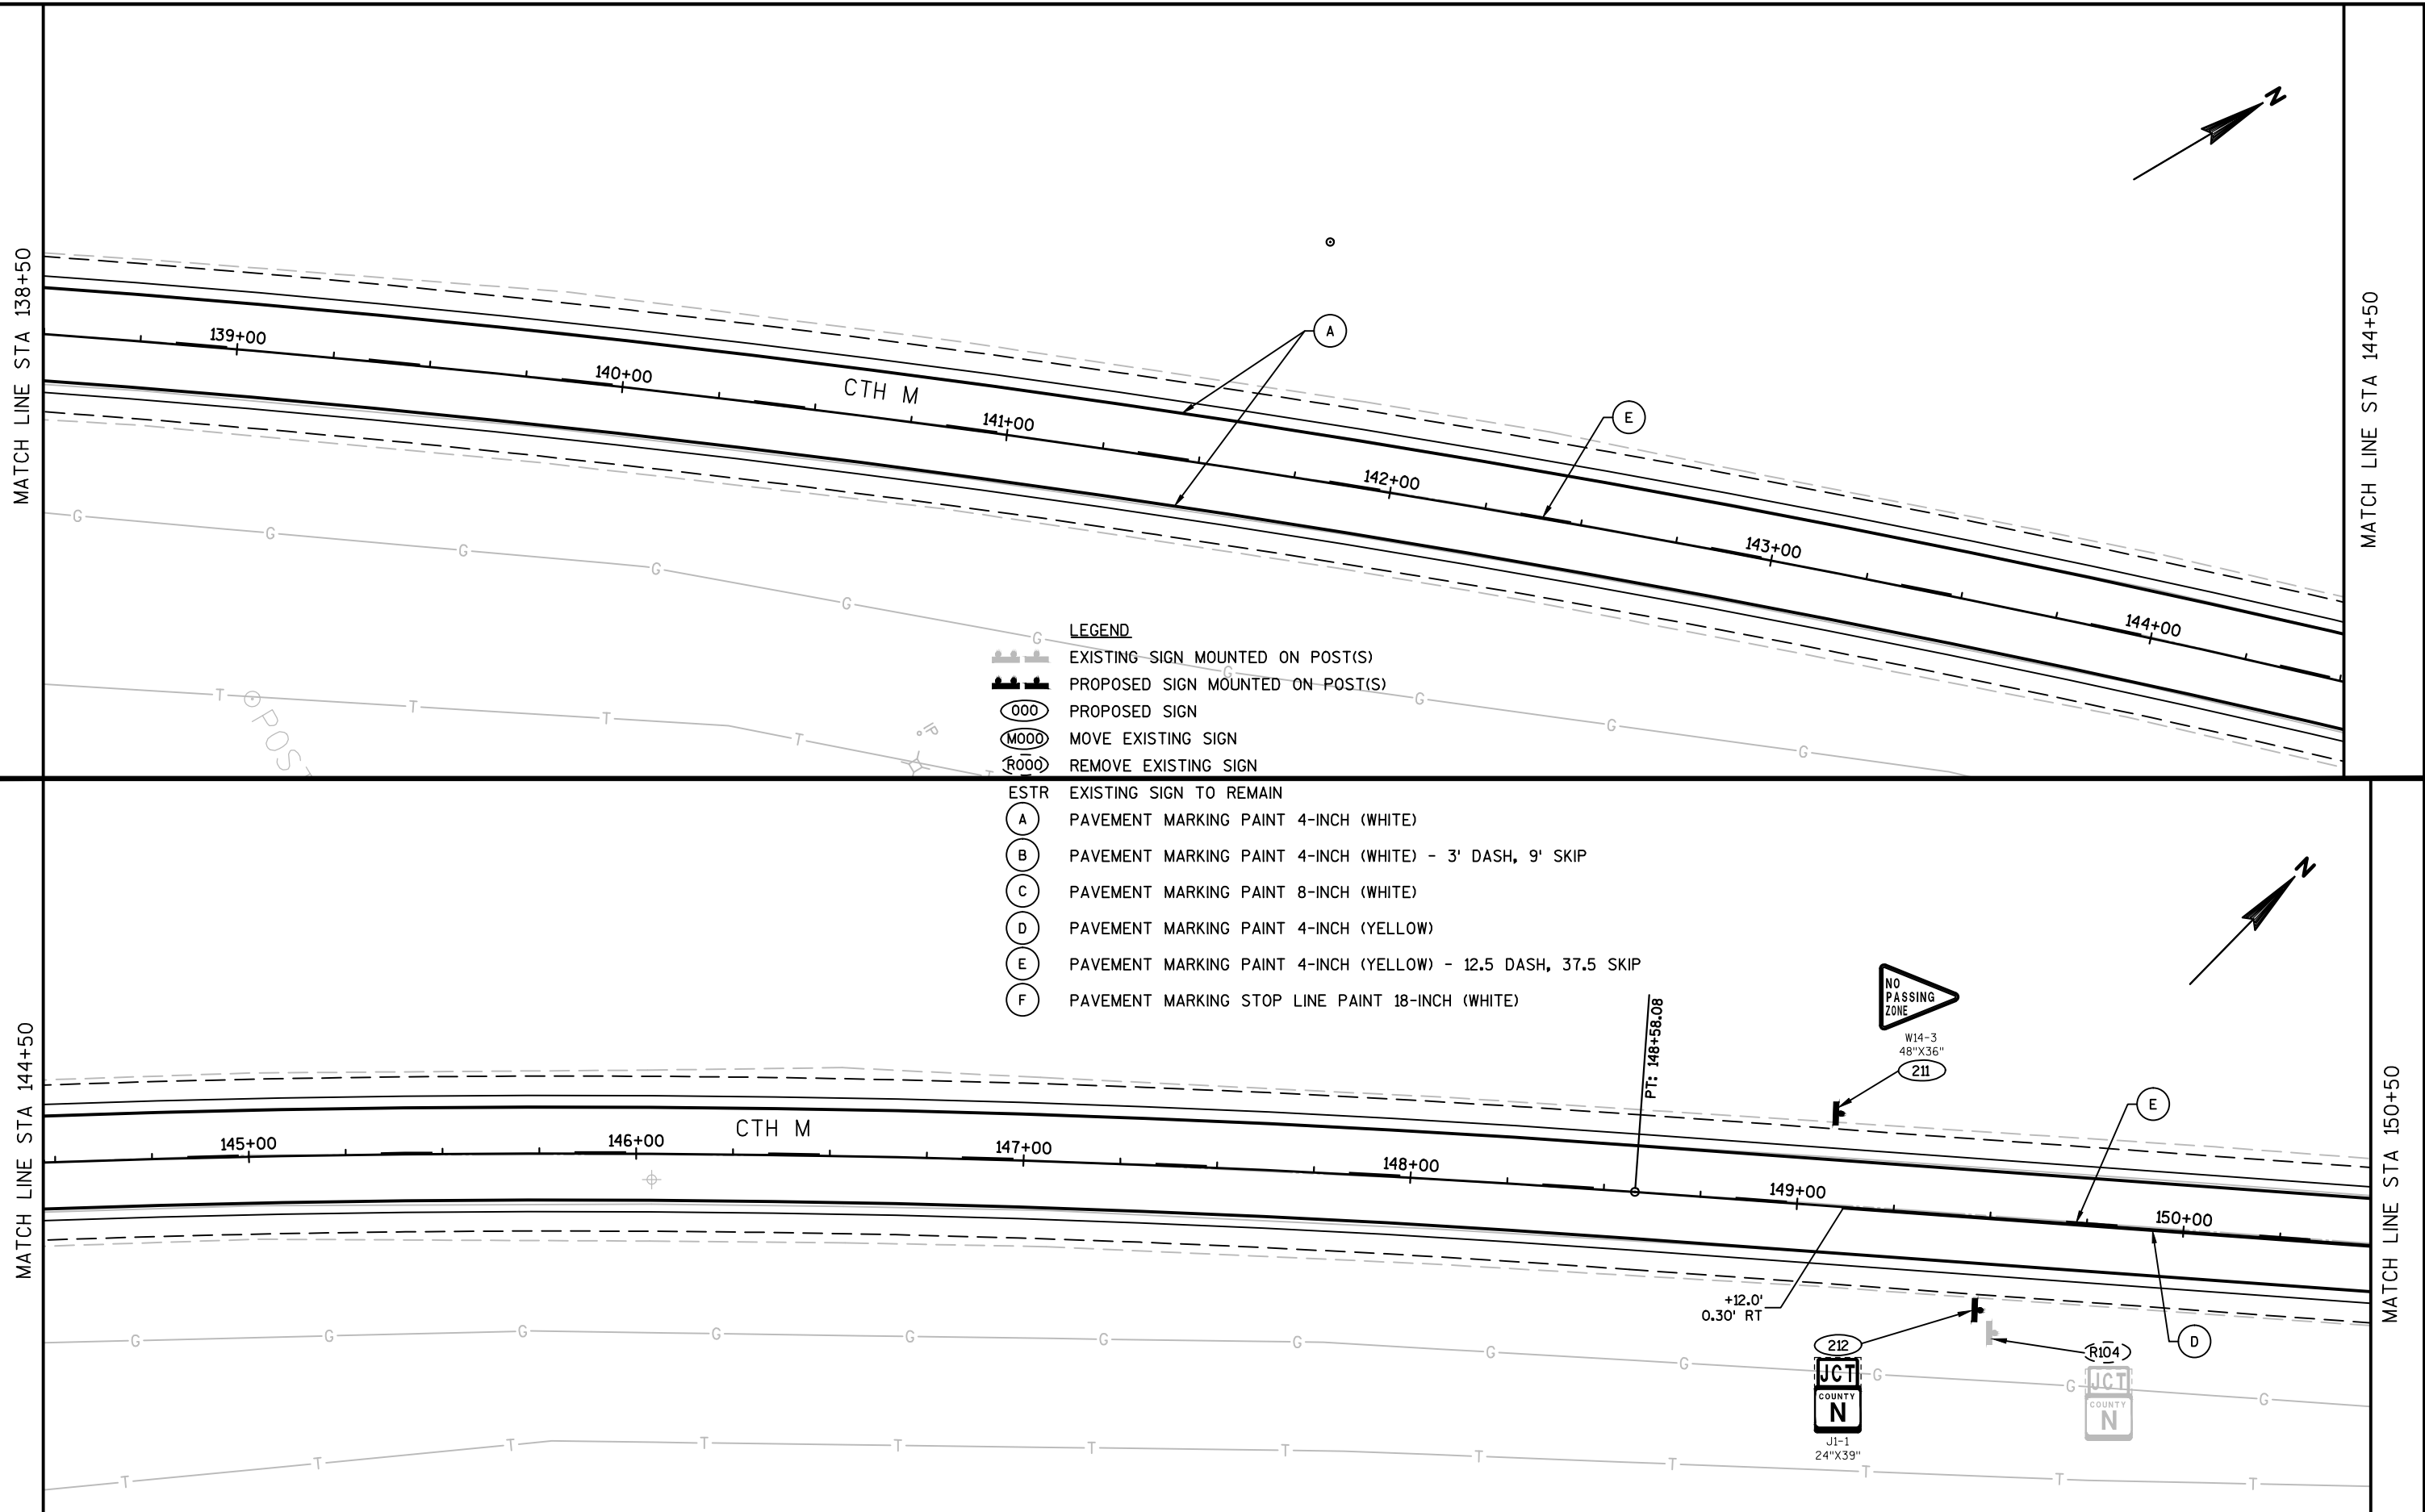 N
MATCH LINE STA 138+50
MATCH LINE STA 144+50
A
139+00
140+00
CTH M
141+00
E
142+00
143+00
144+00
G G G G G G G G G G
T T T T T
POS
P
LEGEND
EXISTING SIGN MOUNTED ON POST(S)
PROPOSED SIGN MOUNTED ON POST(S)
000 PROPOSED SIGN
M000 MOVE EXISTING SIGN
R000 REMOVE EXISTING SIGN
ESTR EXISTING SIGN TO REMAIN
A PAVEMENT MARKING PAINT 4-INCH (WHITE)
B PAVEMENT MARKING PAINT 4-INCH (WHITE) - 3' DASH, 9' SKIP
C PAVEMENT MARKING PAINT 8-INCH (WHITE)
D PAVEMENT MARKING PAINT 4-INCH (YELLOW)
E PAVEMENT MARKING PAINT 4-INCH (YELLOW) - 12.5 DASH, 37.5 SKIP
F PAVEMENT MARKING STOP LINE PAINT 18-INCH (WHITE)
N
MATCH LINE STA 144+50
MATCH LINE STA 150+50
PT: 148+58.08
NO
PASSING
ZONE
W14-3
48"X36"
211
E
CTH M
145+00
146+00
147+00
148+00
149+00
150+00
+12.0'
0.30' RT
212
JCT
COUNTY
N
J1-1
24"X39"
R104
JCT
COUNTY
N
D
G G G G G G G G G G G G
T T T T T T T T T T T T